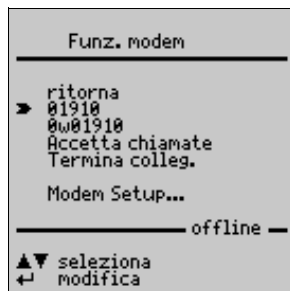 Funz. modem
ritorna
01910
0w01910
Accetta chiamate
Termina colleg.
Modem Setup...
offline
seleziona
modifica